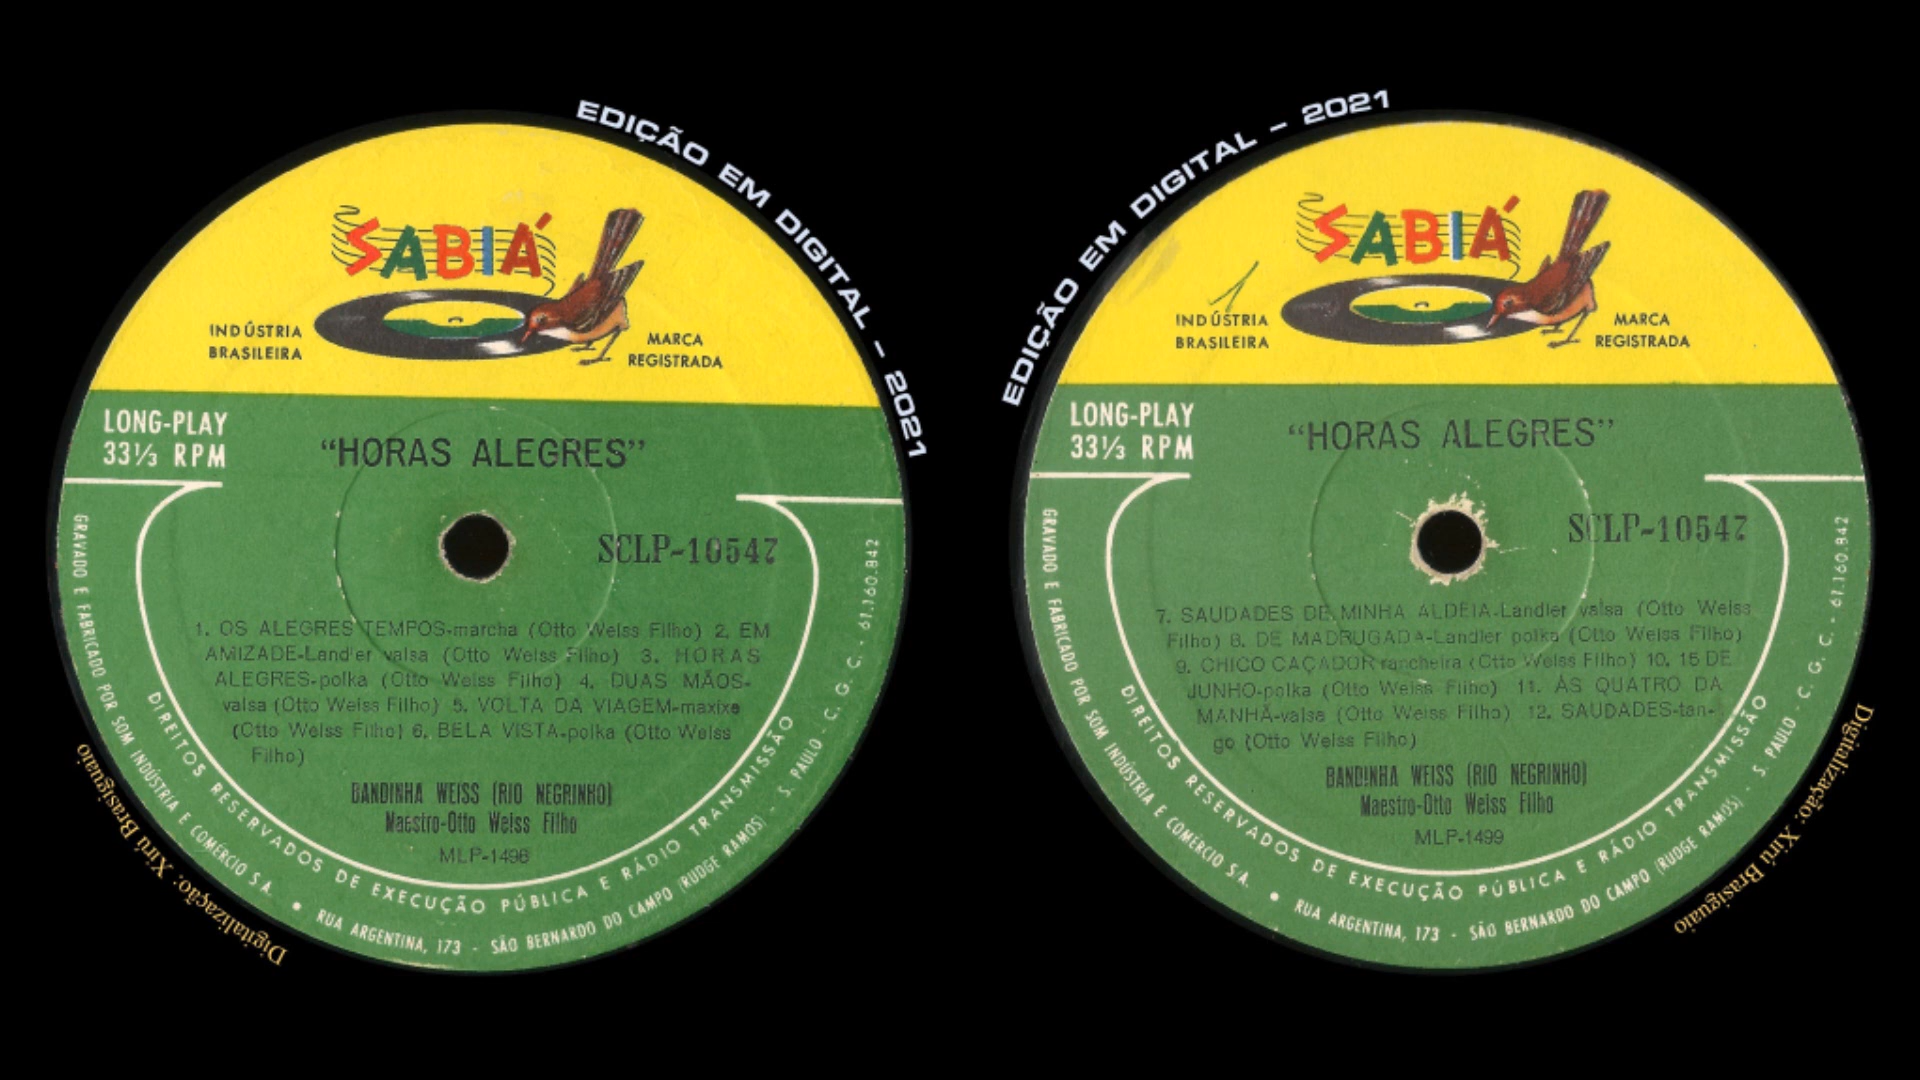 EDIÇÃO EM DIGITAL - 2021
SABIÁ
INDÚSTRIA
BRASILEIRA
MARCA
REGISTRADA
LONG-PLAY
33⅓ RPM
“HORAS ALEGRES”
SCLP-10547
1. OS ALEGRES TEMPOS-marcha (Otto Weiss Filho) 2. EM
AMIZADE-Landler valsa (Otto Weiss Filho) 3. HORAS
ALEGRES-polka (Otto Weiss Filho) 4. DUAS MÃOS-
valsa (Otto Weiss Filho) 5. VOLTA DA VIAGEM-maxixe
(Otto Weiss Filho) 6. BELA VISTA-polka (Otto Weiss
Filho)
BANDINHA WEISS (RIO NEGRINHO)
Maestro-Otto Weiss Filho
MLP-1498
DIREITOS RESERVADOS DE EXECUÇÃO PÚBLICA E RÁDIO TRANSMISSÃO
GRAVADO E FABRICADO POR SOM INDÚSTRIA E COMÉRCIO S/A. • RUA ARGENTINA, 173 - SÃO BERNARDO DO CAMPO (RUDGE RAMOS) - S. PAULO - C. G. C. - 61.160.842
Digitalização: Xirú Brasiguaio
EDIÇÃO EM DIGITAL - 2021
SABIÁ
1
INDÚSTRIA
BRASILEIRA
MARCA
REGISTRADA
LONG-PLAY
33⅓ RPM
“HORAS ALEGRES”
SCLP-10547
7. SAUDADES DE MINHA ALDEIA-Landler valsa (Otto Weiss
Filho) 8. DE MADRUGADA-Landler polka (Otto Weiss Filho)
9. CHICO CAÇADOR rancheira (Otto Weiss Filho) 10. 15 DE
JUNHO-polka (Otto Weiss Filho) 11. ÀS QUATRO DA
MANHÃ-valsa (Otto Weiss Filho) 12. SAUDADES-tan-
go (Otto Weiss Filho)
BANDINHA WEISS (RIO NEGRINHO)
Maestro-Otto Weiss Filho
MLP-1499
DIREITOS RESERVADOS DE EXECUÇÃO PÚBLICA E RÁDIO TRANSMISSÃO
GRAVADO E FABRICADO POR SOM INDÚSTRIA E COMÉRCIO S/A. • RUA ARGENTINA, 173 - SÃO BERNARDO DO CAMPO (RUDGE RAMOS) - S. PAULO - C. G. C. - 61.160.842
Digitalização: Xirú Brasiguaio